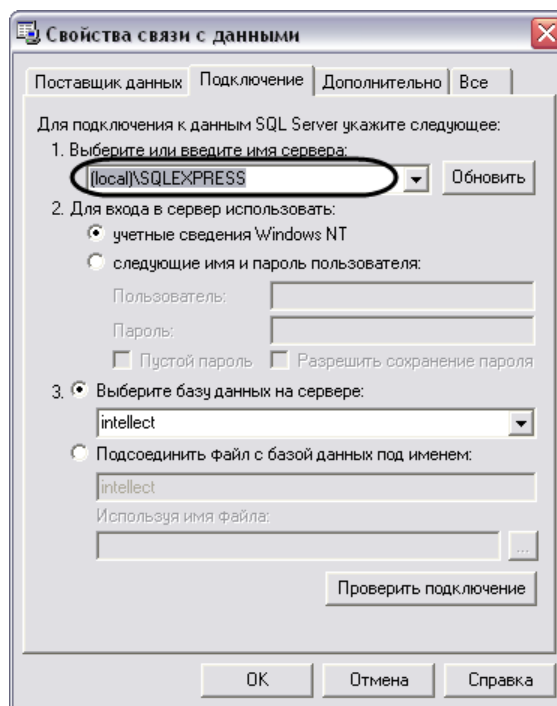 Свойства связи с данными
Поставщик данных Подключение Дополнительно Все
Для подключения к данным SQL Server укажите следующее:
1. Выберите или введите имя сервера:
(local)\SQLEXPRESS Обновить
2. Для входа в сервер использовать:
учетные сведения Windows NT
следующие имя и пароль пользователя:
Пользователь:
Пароль:
Пустой пароль Разрешить сохранение пароля
3. Выберите базу данных на сервере:
intellect
Подсоединить файл с базой данных под именем:
intellect
Используя имя файла:
...
Проверить подключение
OK Отмена Справка